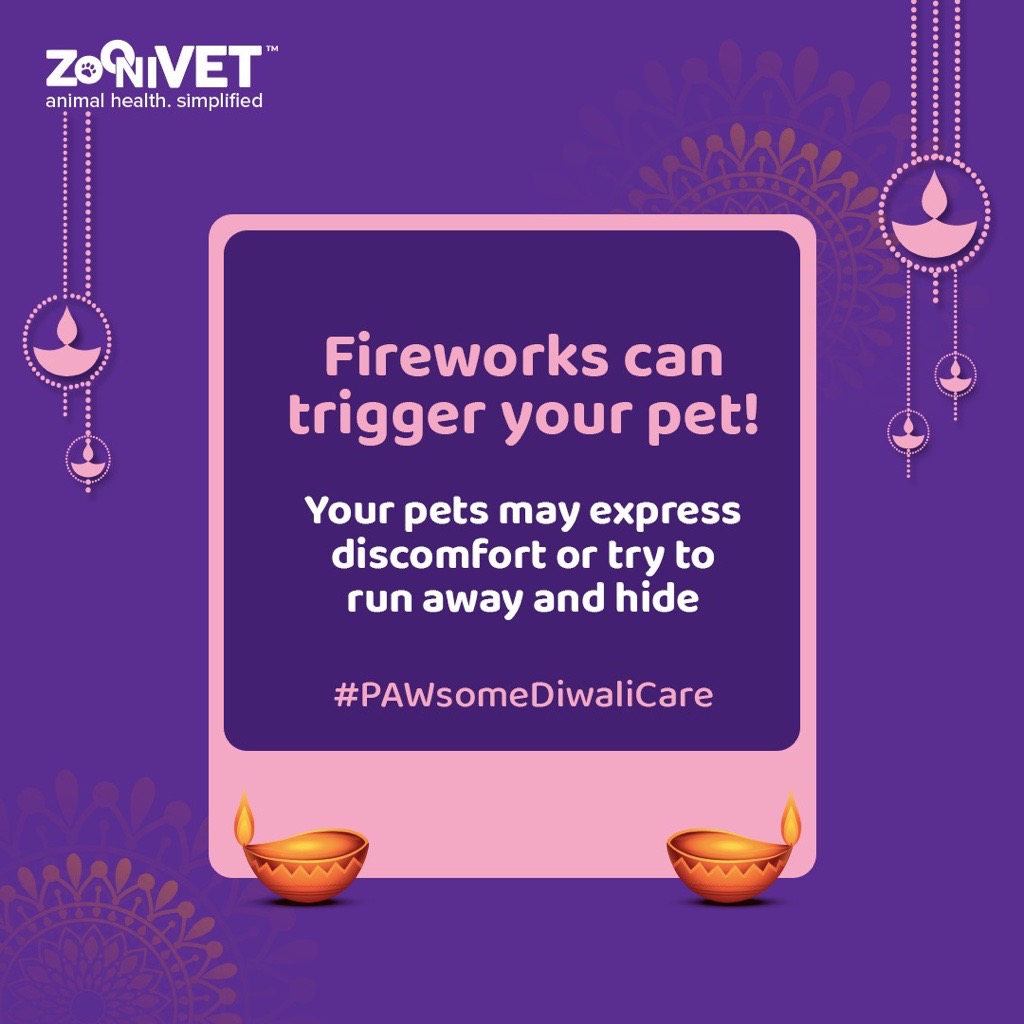 ZOONIVET™
animal health. simplified
Fireworks can
trigger your pet!
Your pets may express
discomfort or try to
run away and hide
#PAWsomeDiwaliCare